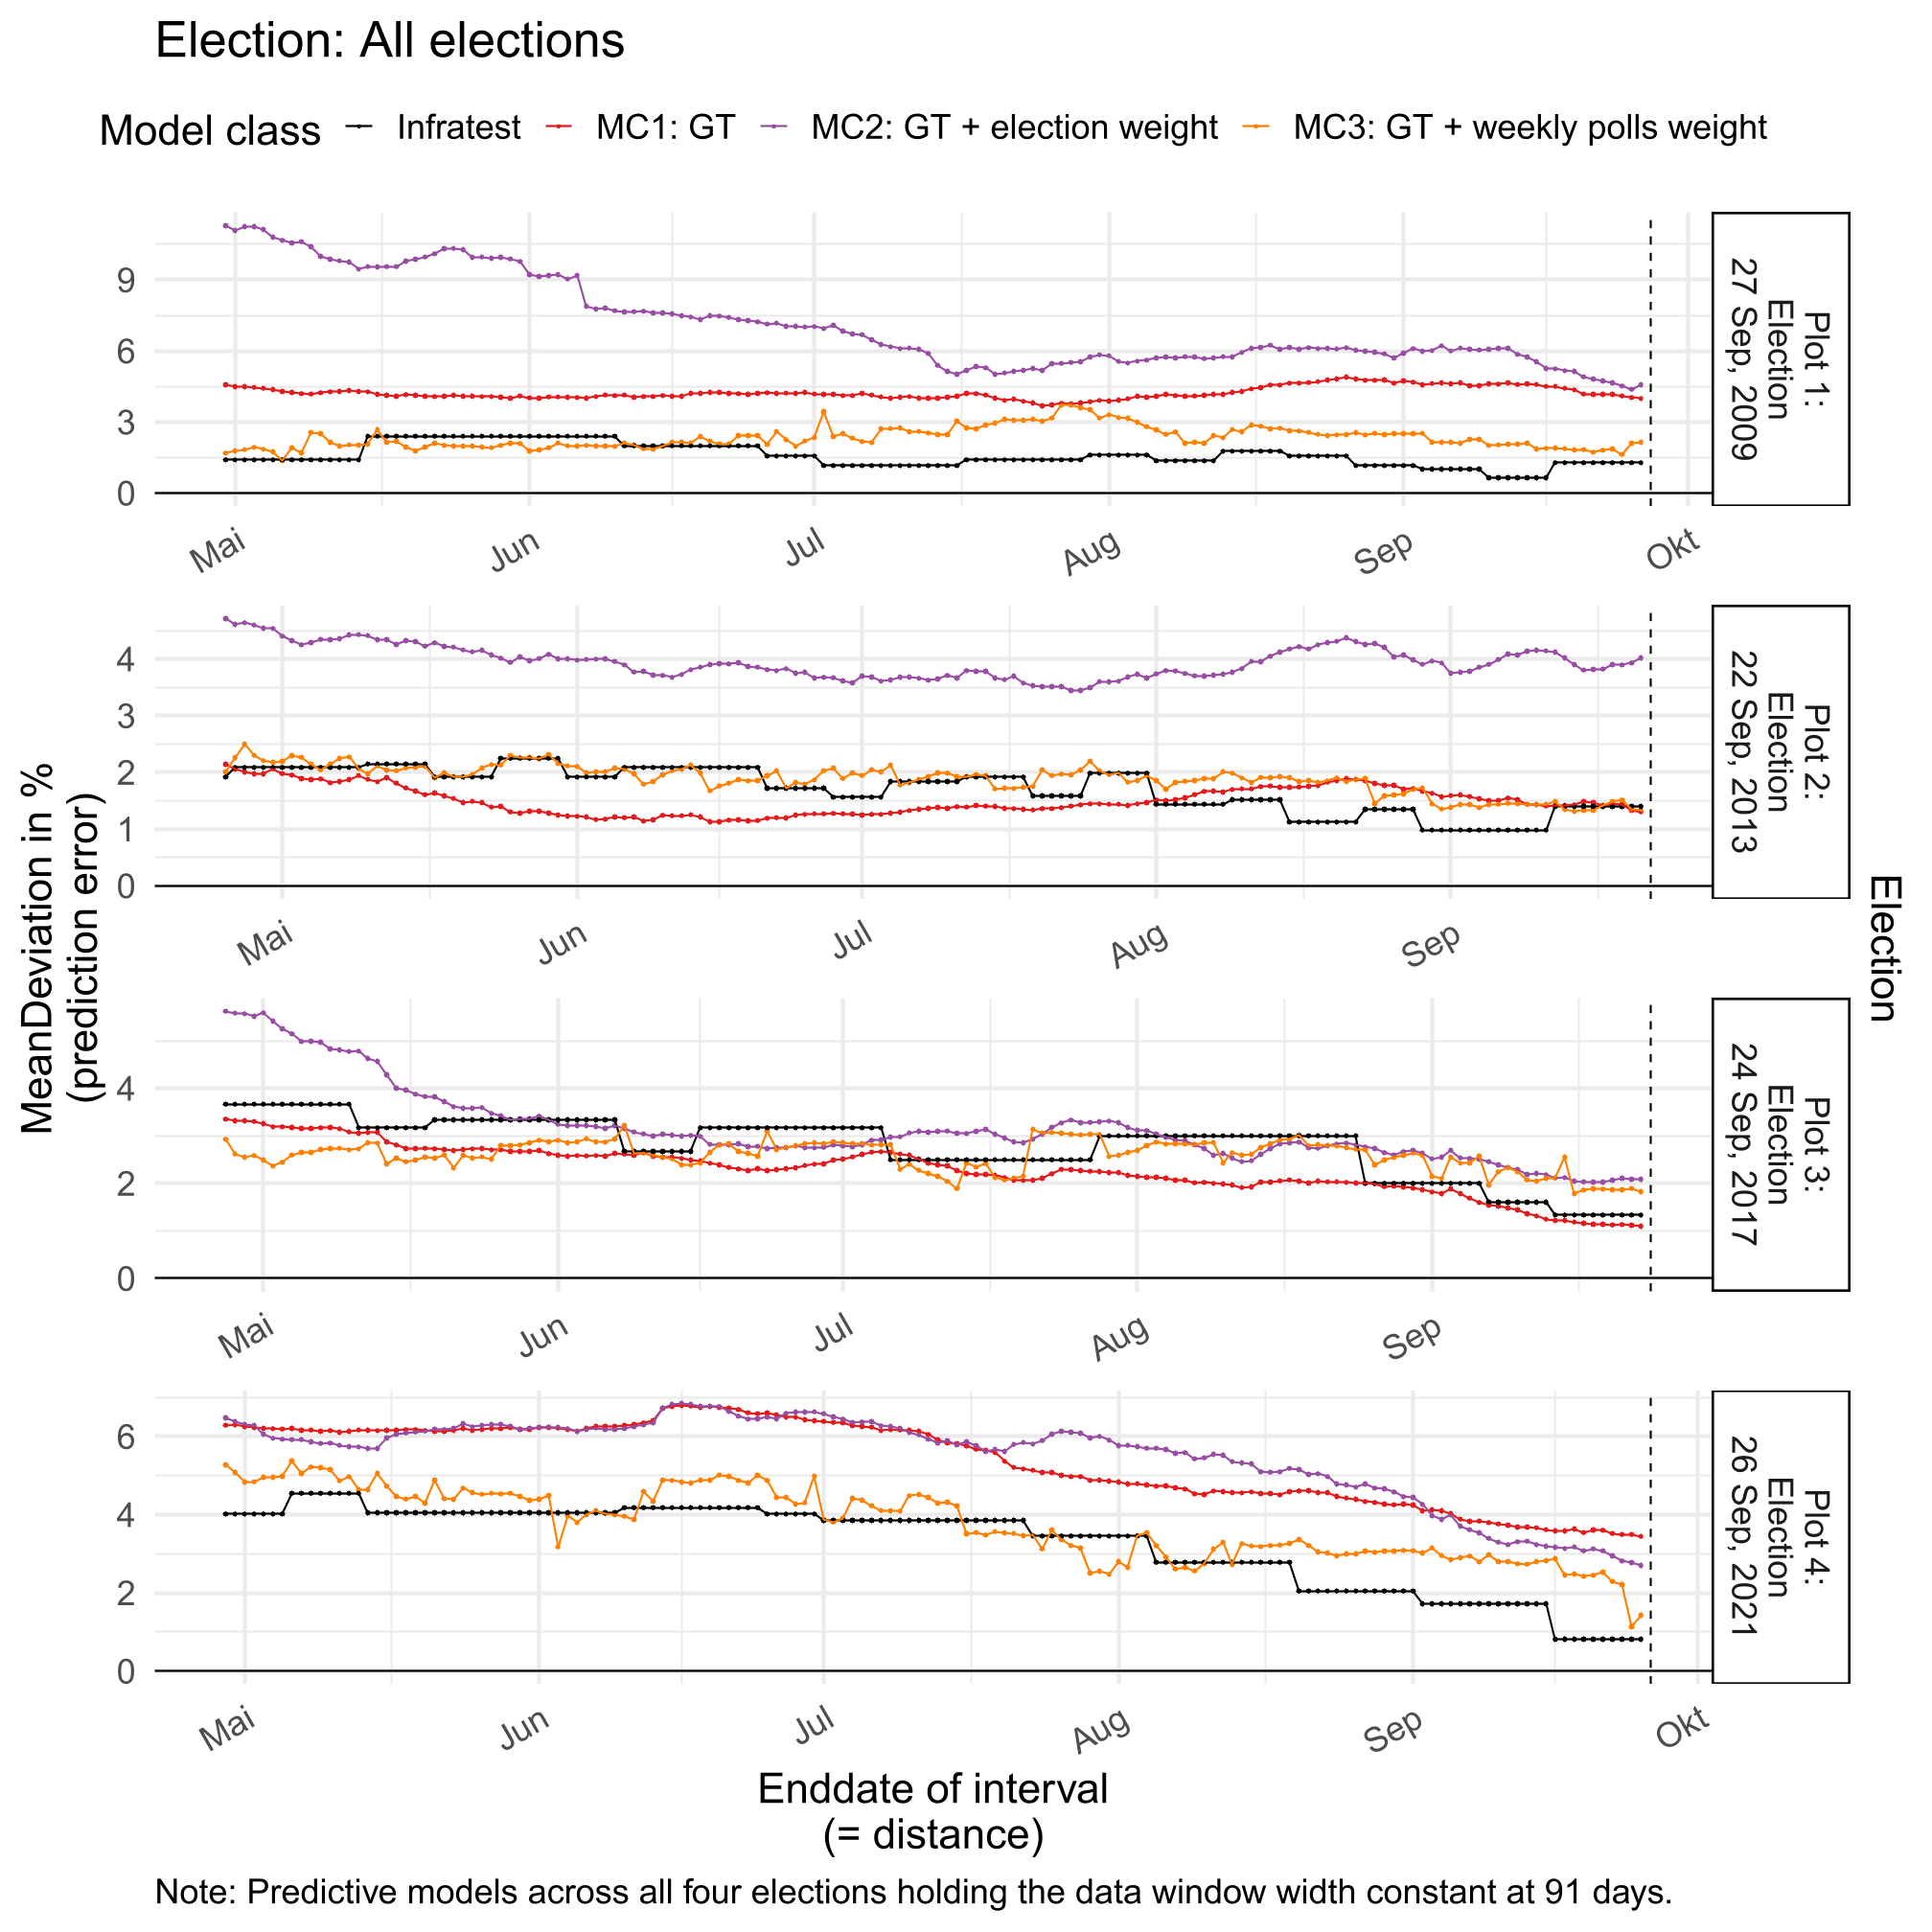 Election: All elections
Model class Infratest MC1: GT MC2: GT + election weight MC3: GT + weekly polls weight
MeanDeviation in %
(prediction error)
9
6
3
0
Mai Jun Jul Aug Sep Okt
Plot 1:
Election
27 Sep, 2009
4
3
2
1
0
Mai Jun Jul Aug Sep
Plot 2:
Election
22 Sep, 2013
4
2
0
Mai Jun Jul Aug Sep
Plot 3:
Election
24 Sep, 2017
6
4
2
0
Mai Jun Jul Aug Sep Okt
Plot 4:
Election
26 Sep, 2021
Election
Enddate of interval
(= distance)
Note: Predictive models across all four elections holding the data window width constant at 91 days.